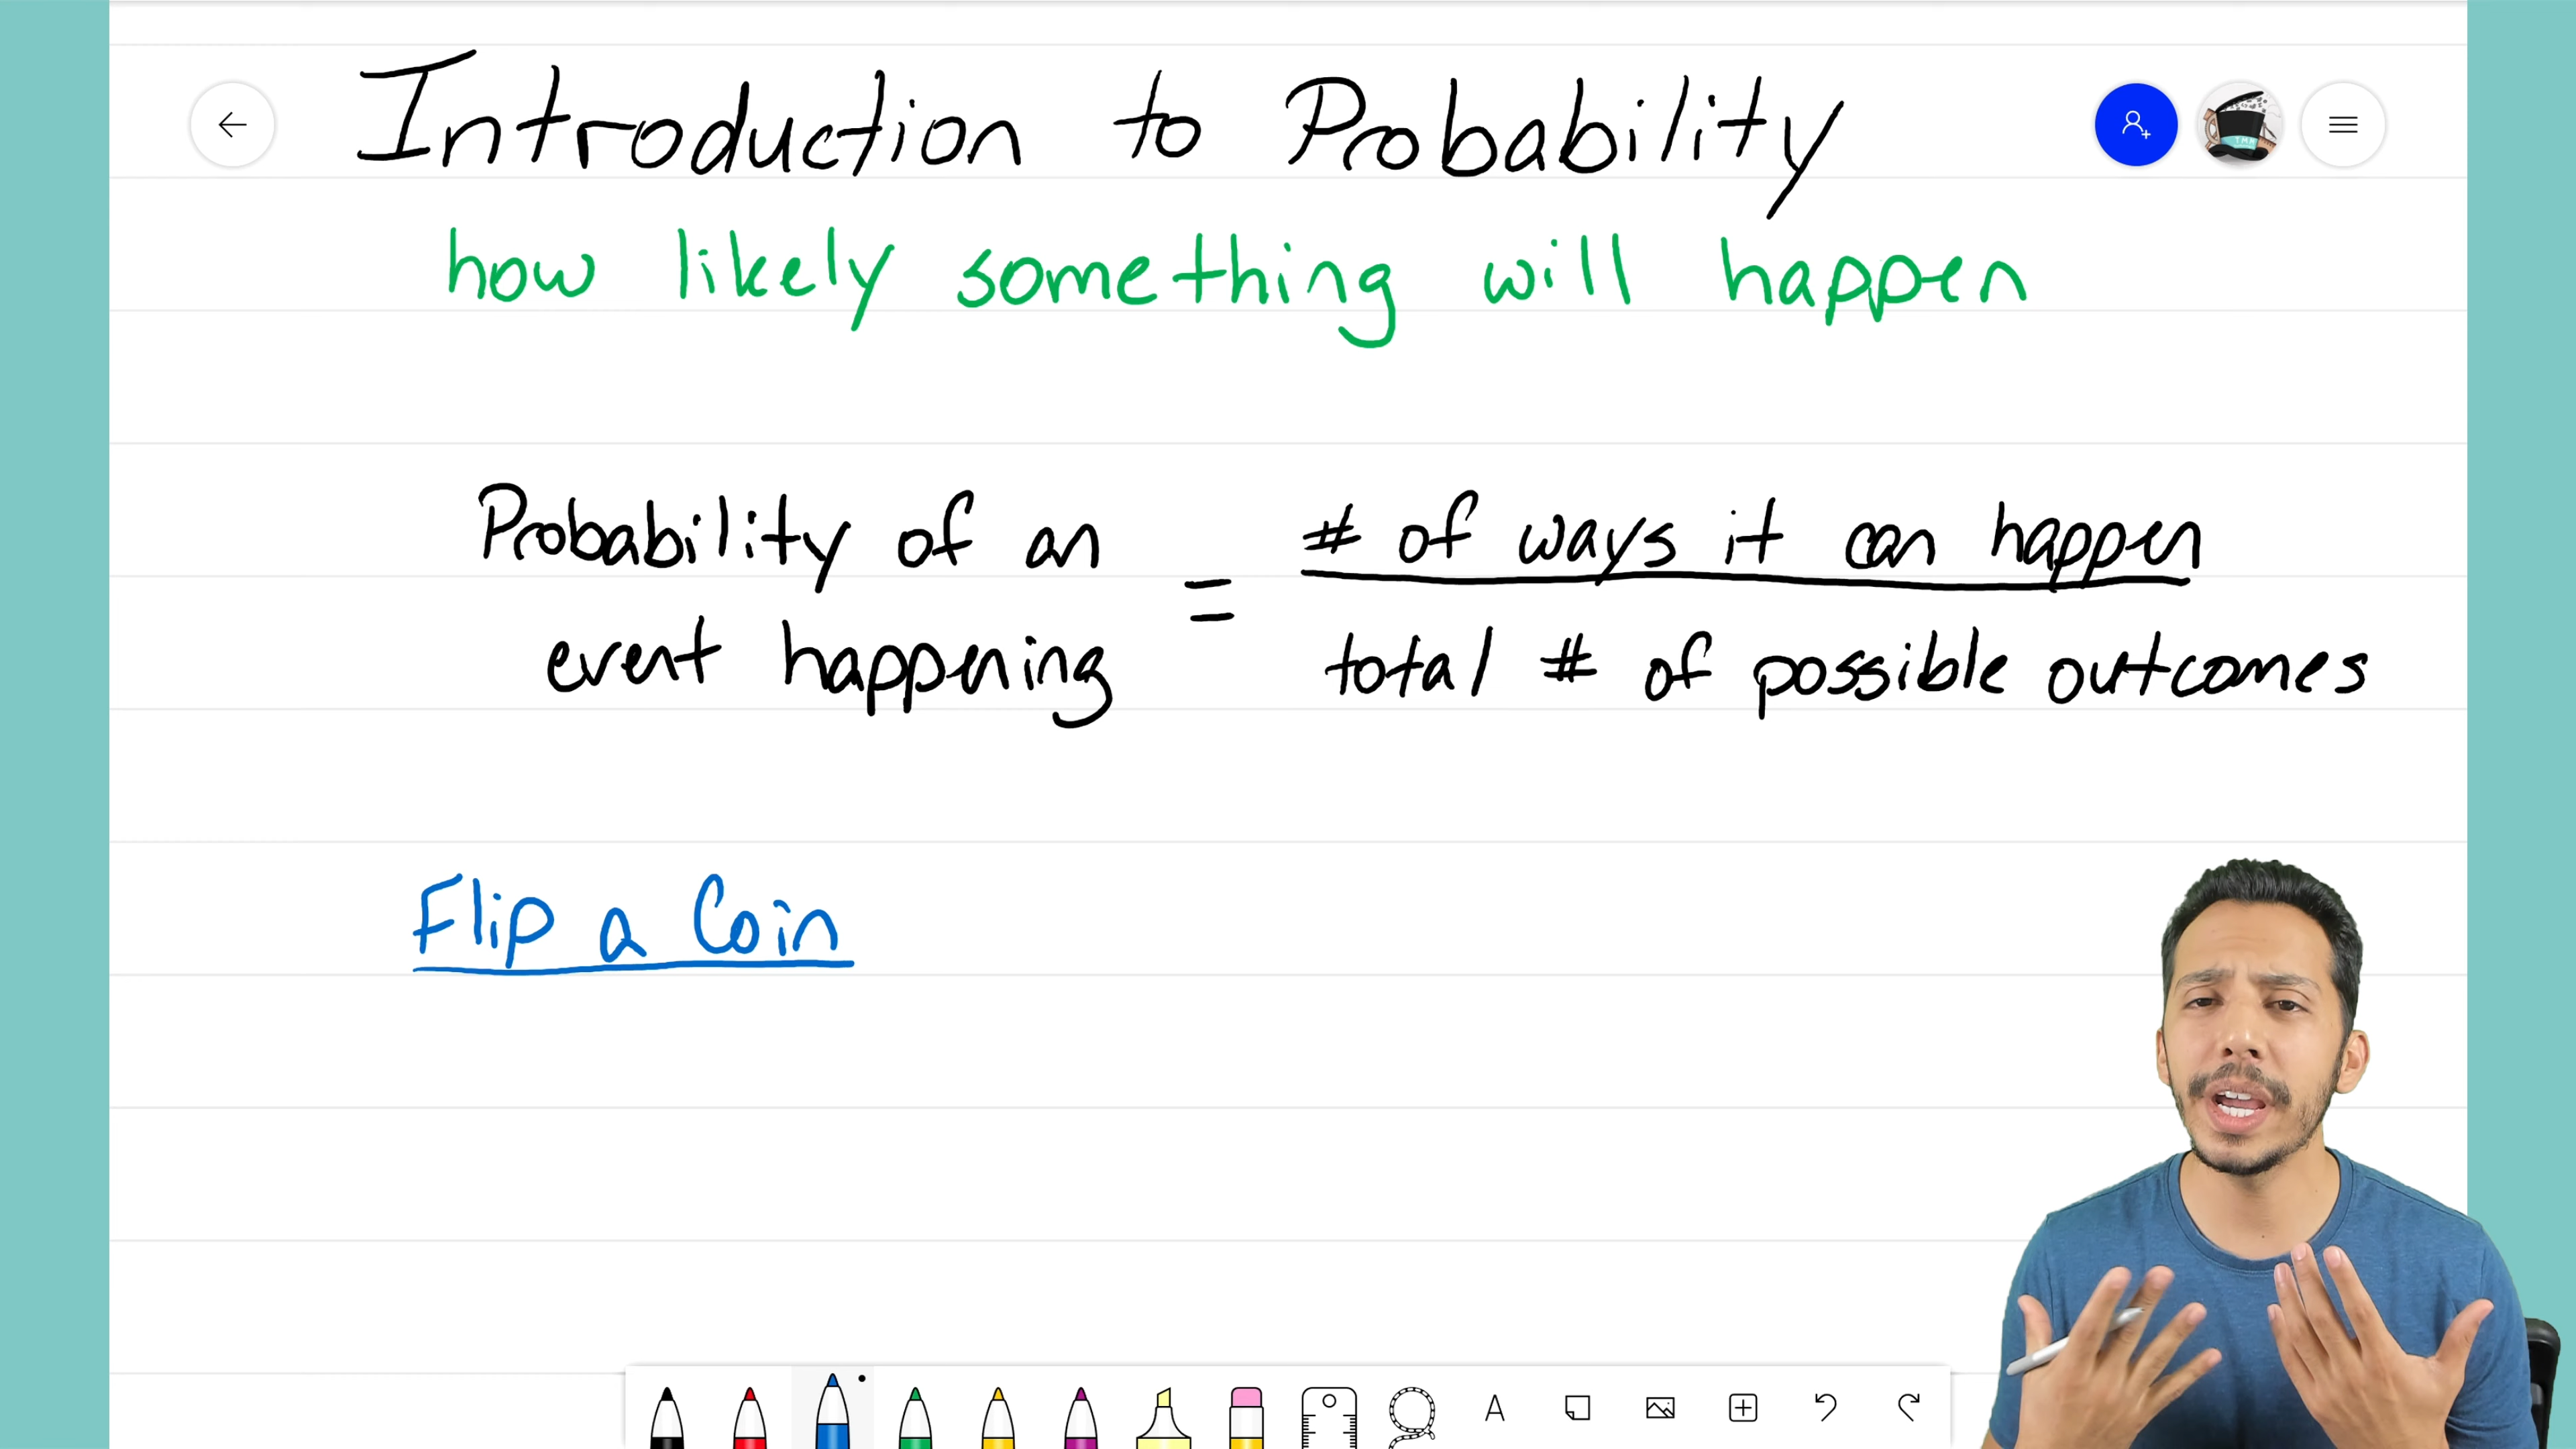 Introduction to Probability
how likely something will happen
Probability of an
event happening
=
# of ways it can happen
total # of possible outcomes
Flip a Coin
A